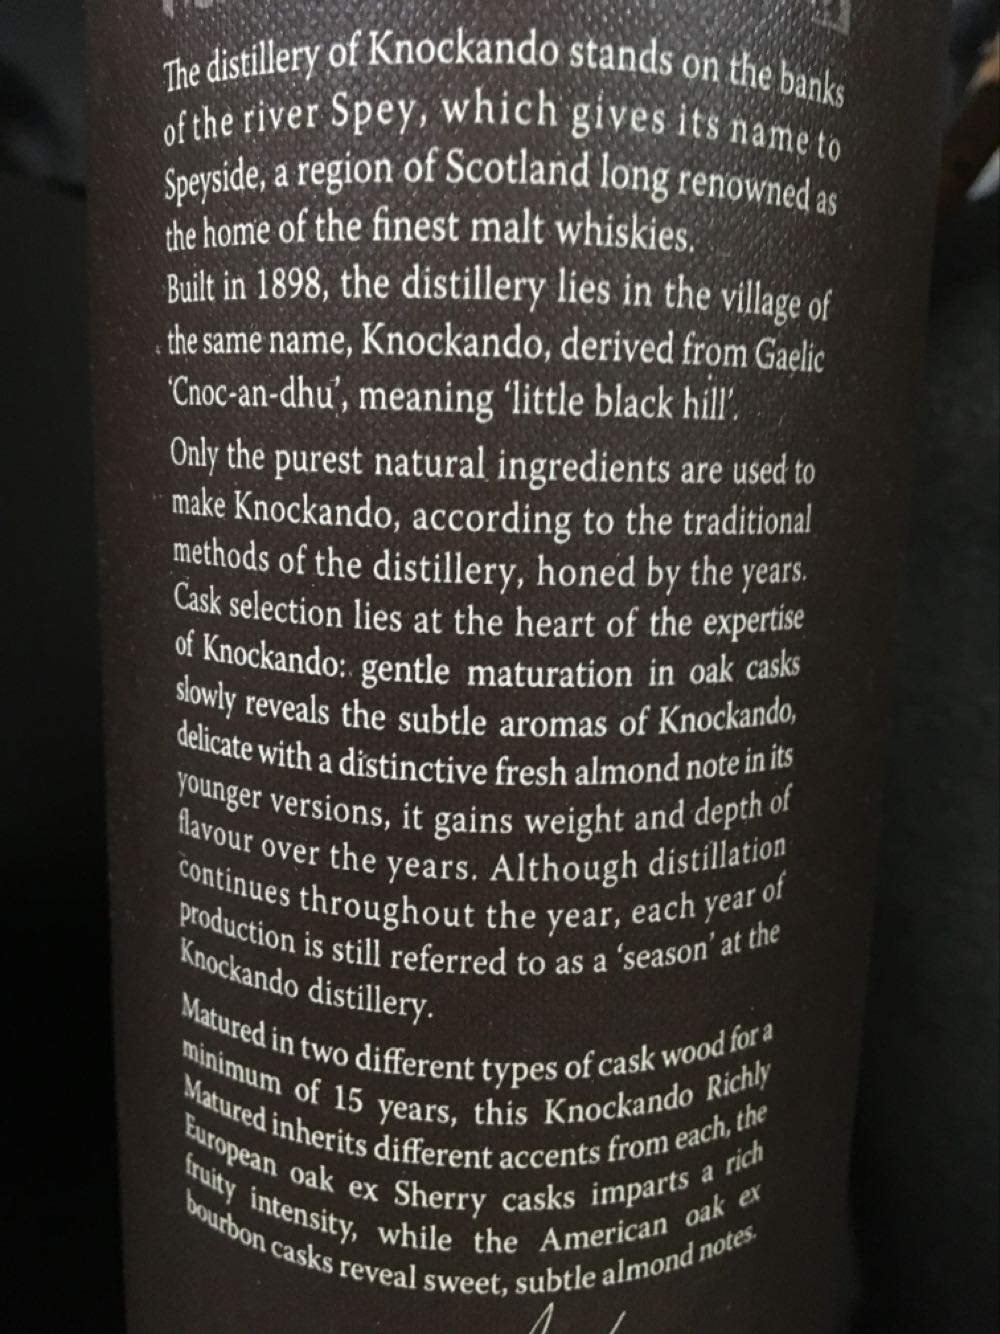 The distillery of Knockando stands on the banks
of the river Spey, which gives its name to
Speyside, a region of Scotland long renowned as
the home of the finest malt whiskies.
Built in 1898, the distillery lies in the village of
the same name, Knockando, derived from Gaelic
‘Cnoc-an-dhu’, meaning ‘little black hill’.
Only the purest natural ingredients are used to
make Knockando, according to the traditional
methods of the distillery, honed by the years.
Cask selection lies at the heart of the expertise
of Knockando: gentle maturation in oak casks
slowly reveals the subtle aromas of Knockando,
delicate with a distinctive fresh almond note in its
younger versions, it gains weight and depth of
flavour over the years. Although distillation
continues throughout the year, each year of
production is still referred to as a ‘season’ at the
Knockando distillery.
Matured in two different types of cask wood for a
minimum of 15 years, this Knockando Richly
Matured inherits different accents from each, the
European oak ex Sherry casks imparts a rich
fruity intensity, while the American oak ex
bourbon casks reveal sweet, subtle almond notes.